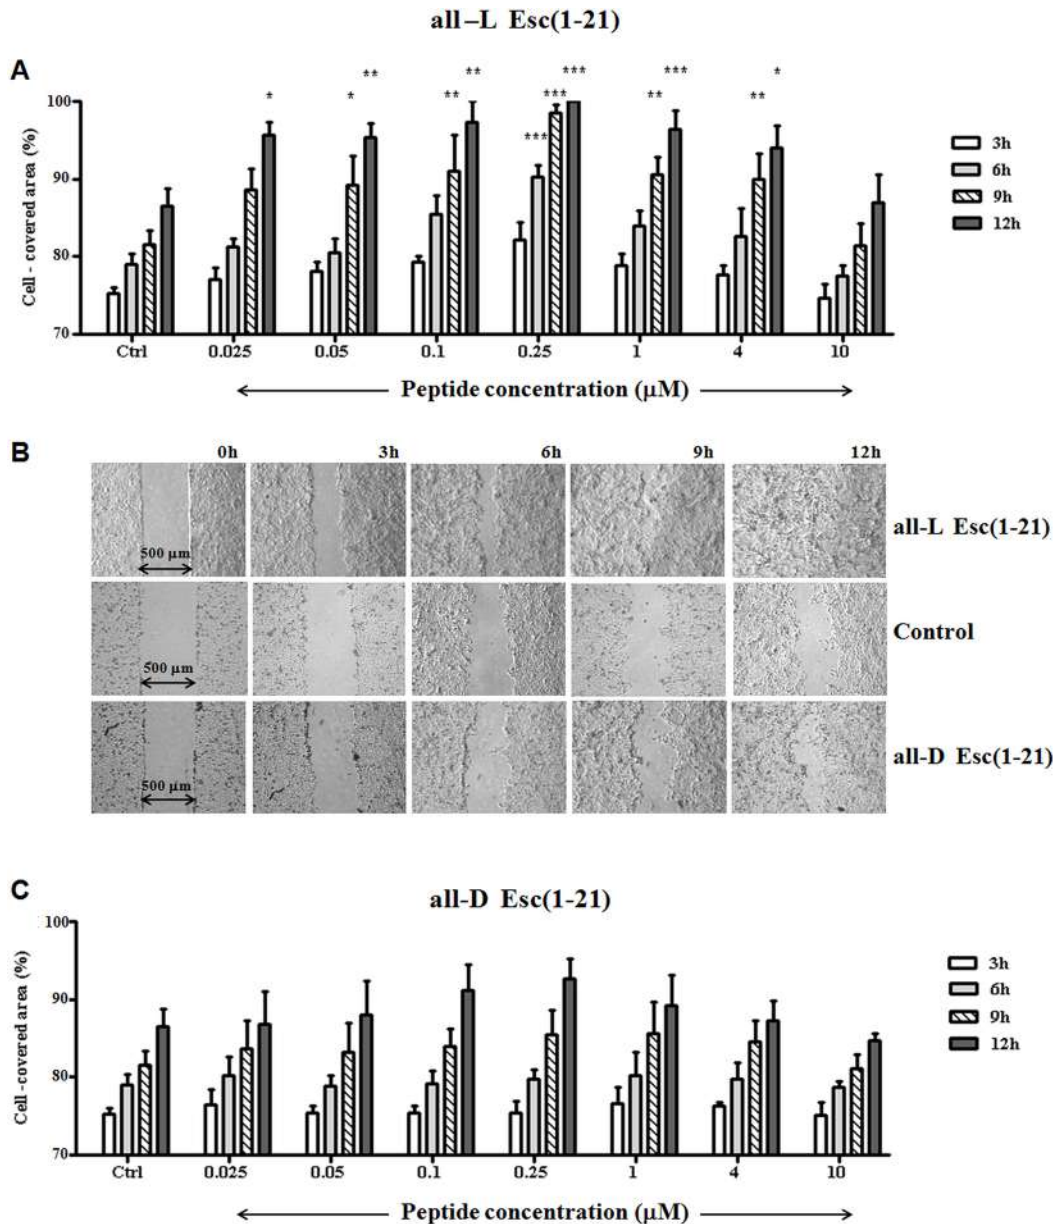 all–L Esc(1-21)
A
Cell - covered area (%)
100
90
80
70
* * ** ** ** *** *** *** ** *** ** *
3h
6h
9h
12h
Ctrl 0.025 0.05 0.1 0.25 1 4 10
Peptide concentration (μM)
B
0h 3h 6h 9h 12h
500 μm
all-L Esc(1-21)
500 μm
Control
500 μm
all-D Esc(1-21)
C
all-D Esc(1-21)
Cell -covered area (%)
100
90
80
70
3h
6h
9h
12h
Ctrl 0.025 0.05 0.1 0.25 1 4 10
Peptide concentration (μM)